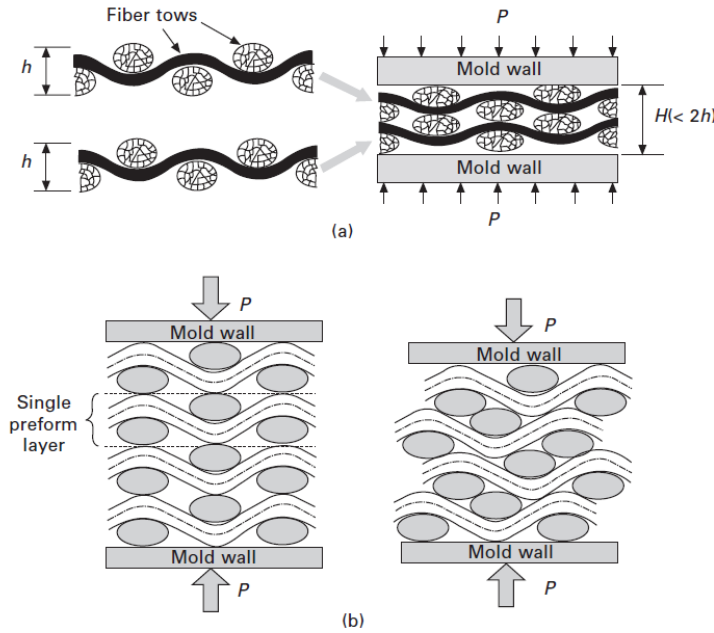 Fiber tows
P
h
Mold wall
H(< 2h)
h
Mold wall
P
(a)
P
P
Mold wall
Mold wall
Single
preform
layer
Mold wall
Mold wall
P
P
(b)